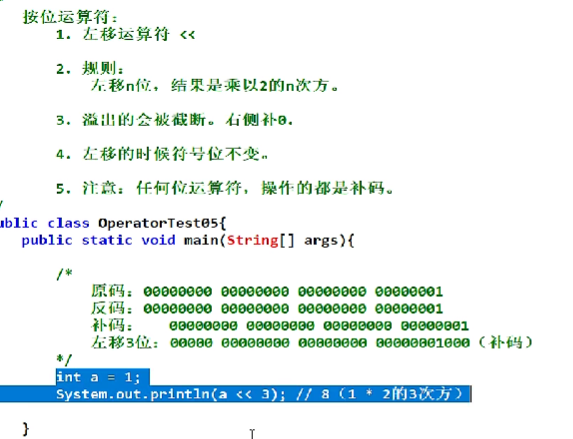 按位运算符：
1. 左移运算符 <<
2. 规则：
左移n位，结果是乘以2的n次方。
3. 溢出的会被截断。右侧补0.
4. 左移的时候符号位不变。
5. 注意：任何位运算符，操作的都是补码。
/
ublic class OperatorTest05{
public static void main(String[] args){
/*
原码：00000000 00000000 00000000 00000001
反码：00000000 00000000 00000000 00000001
补码： 00000000 00000000 00000000 00000001
左移3位：00000 00000000 00000000 00000001000（补码）
*/
int a = 1;
System.out.println(a << 3); // 8（1 * 2的3次方）
}